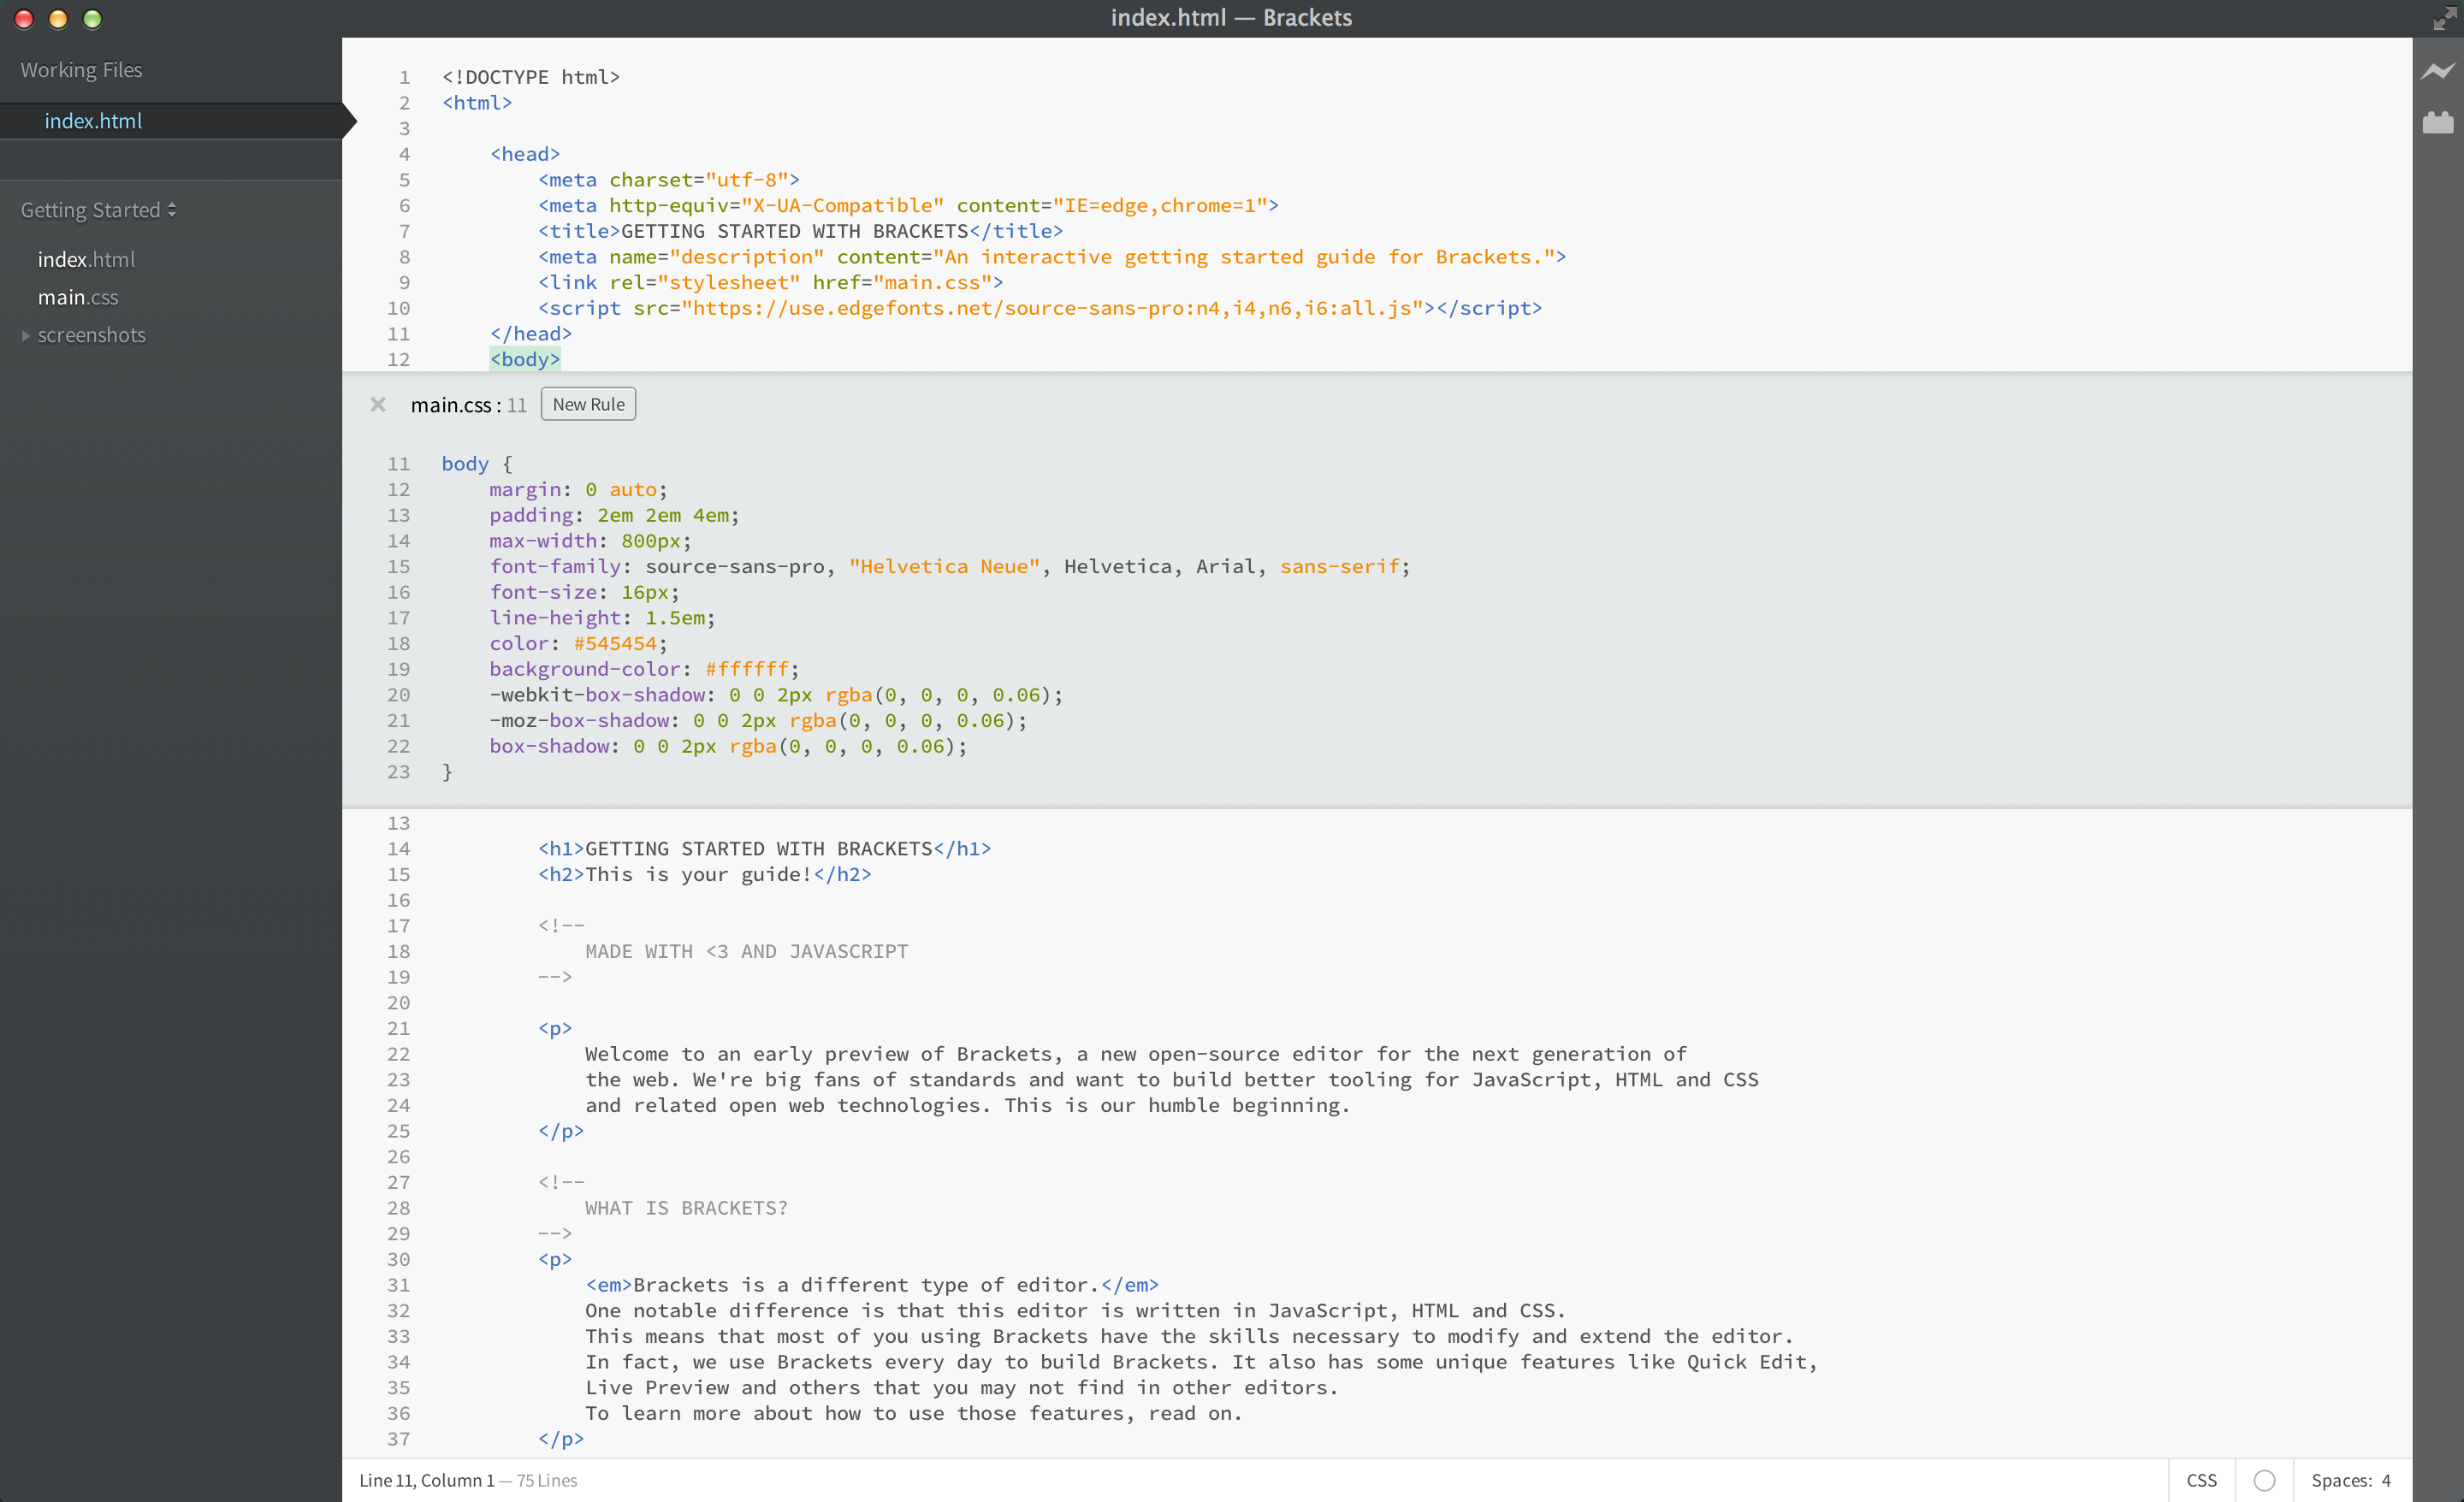 index.html — Brackets
Working Files
index.html
Getting Started
index.html
main.css
screenshots
1 <!DOCTYPE html>
2 <html>
3
4     <head>
5         <meta charset="utf-8">
6         <meta http-equiv="X-UA-Compatible" content="IE=edge,chrome=1">
7         <title>GETTING STARTED WITH BRACKETS</title>
8         <meta name="description" content="An interactive getting started guide for Brackets.">
9         <link rel="stylesheet" href="main.css">
10         <script src="https://use.edgefonts.net/source-sans-pro:n4,i4,n6,i6:all.js"></script>
11     </head>
12     <body>
× main.css : 11 New Rule
11 body {
12     margin: 0 auto;
13     padding: 2em 2em 4em;
14     max-width: 800px;
15     font-family: source-sans-pro, "Helvetica Neue", Helvetica, Arial, sans-serif;
16     font-size: 16px;
17     line-height: 1.5em;
18     color: #545454;
19     background-color: #ffffff;
20     -webkit-box-shadow: 0 0 2px rgba(0, 0, 0, 0.06);
21     -moz-box-shadow: 0 0 2px rgba(0, 0, 0, 0.06);
22     box-shadow: 0 0 2px rgba(0, 0, 0, 0.06);
23 }
13
14         <h1>GETTING STARTED WITH BRACKETS</h1>
15         <h2>This is your guide!</h2>
16
17         <!--
18             MADE WITH <3 AND JAVASCRIPT
19         -->
20
21         <p>
22             Welcome to an early preview of Brackets, a new open-source editor for the next generation of
23             the web. We're big fans of standards and want to build better tooling for JavaScript, HTML and CSS
24             and related open web technologies. This is our humble beginning.
25         </p>
26
27         <!--
28             WHAT IS BRACKETS?
29         -->
30         <p>
31             <em>Brackets is a different type of editor.</em>
32             One notable difference is that this editor is written in JavaScript, HTML and CSS.
33             This means that most of you using Brackets have the skills necessary to modify and extend the editor.
34             In fact, we use Brackets every day to build Brackets. It also has some unique features like Quick Edit,
35             Live Preview and others that you may not find in other editors.
36             To learn more about how to use those features, read on.
37         </p>
Line 11, Column 1 — 75 Lines
CSS
Spaces: 4